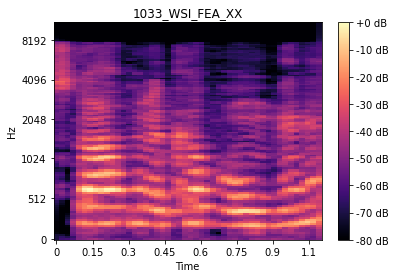 1033_WSI_FEA_XX
+0 dB
8192
-10 dB
4096
-20 dB
-30 dB
2048
Hz
-40 dB
1024
-50 dB
512
-60 dB
-70 dB
0
-80 dB
0 0.15 0.3 0.45 0.6 0.75 0.9 1.1
Time